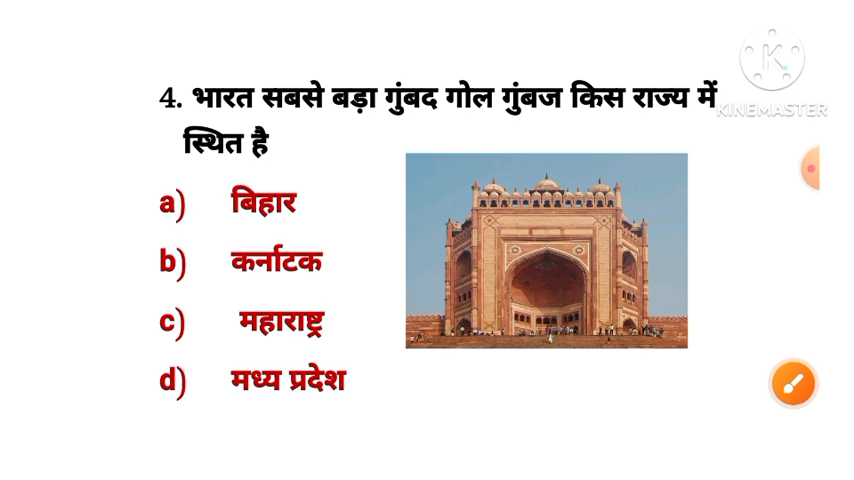 4. भारत सबसे बड़ा गुंबद गोल गुंबज किस राज्य में
स्थित है
a) बिहार
b) कर्नाटक
c) महाराष्ट्र
d) मध्य प्रदेश
K
KINEMASTER